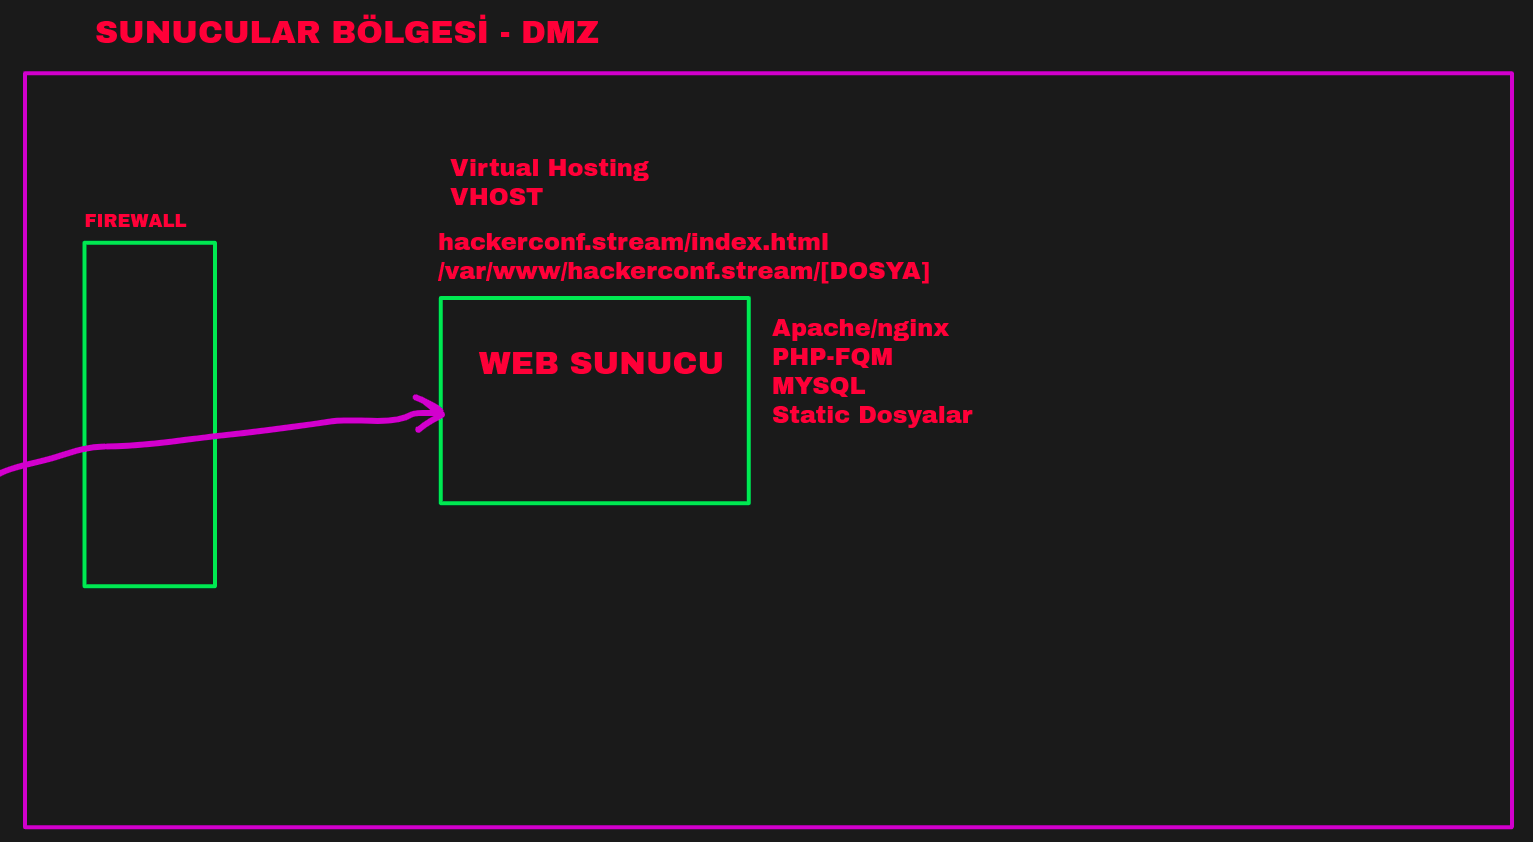 SUNUCULAR BÖLGESİ - DMZ
Virtual Hosting
VHOST
FIREWALL
hackerconf.stream/index.html
/var/www/hackerconf.stream/[DOSYA]
WEB SUNUCU
Apache/nginx
PHP-FQM
MYSQL
Static Dosyalar